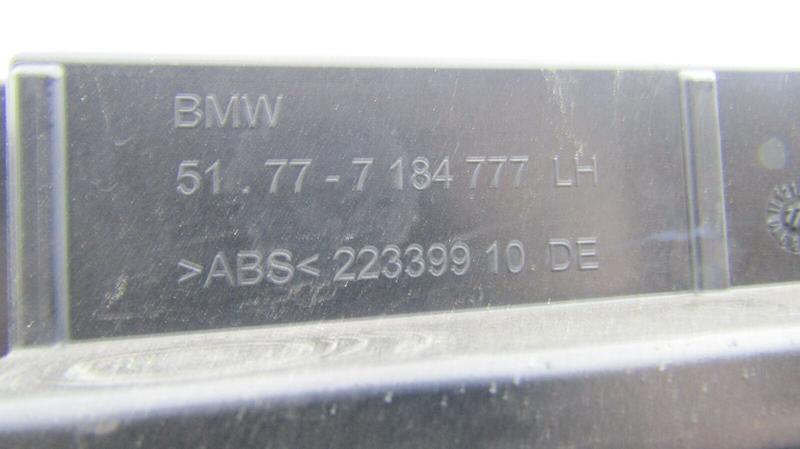 BMW
51.77-7 184 777 LH
>ABS< 223399 10 DE